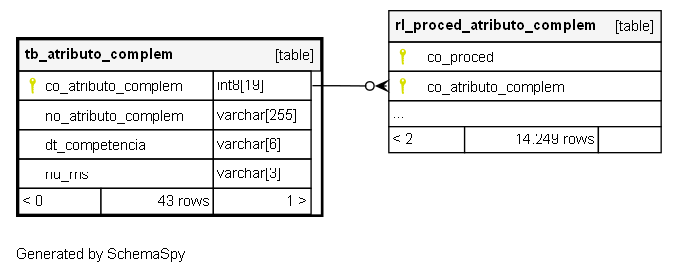 tb_atributo_complem [table]
co_atributo_complem int8[19]
no_atributo_complem varchar[255]
dt_competencia varchar[6]
nu_ms varchar[3]
< 0 43 rows 1 >
rl_proced_atributo_complem [table]
co_proced
co_atributo_complem
...
< 2 14.249 rows
Generated by SchemaSpy